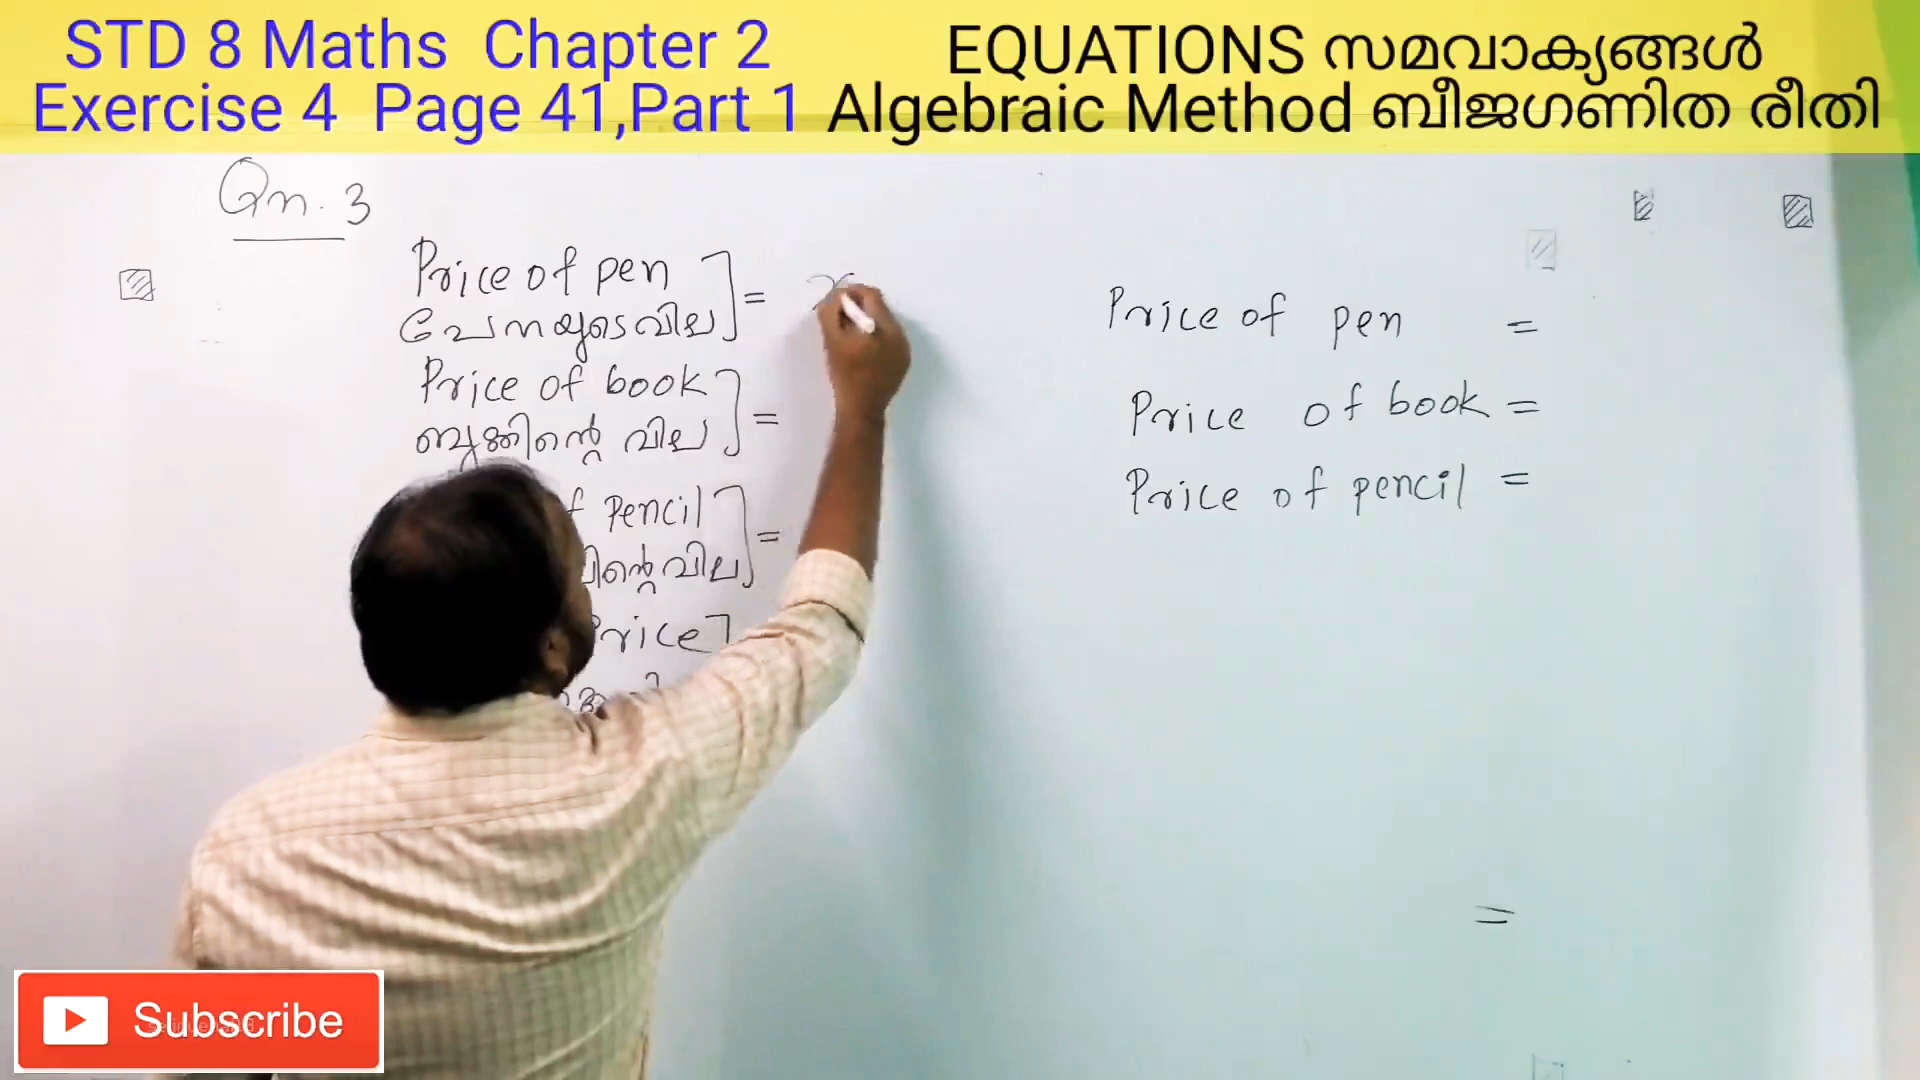 STD 8 Maths Chapter 2
Exercise 4 Page 41,Part 1
EQUATIONS സമവാക്യങ്ങൾ
Algebraic Method ബീജഗണിത രീതി
Qn. 3
Price of pen
പേനയുടെ വില = x
Price of book
ബുക്കിന്റെ വില =
Pencil
വില =
Price
Price of pen =
Price of book =
Price of pencil =
=
Subscribe